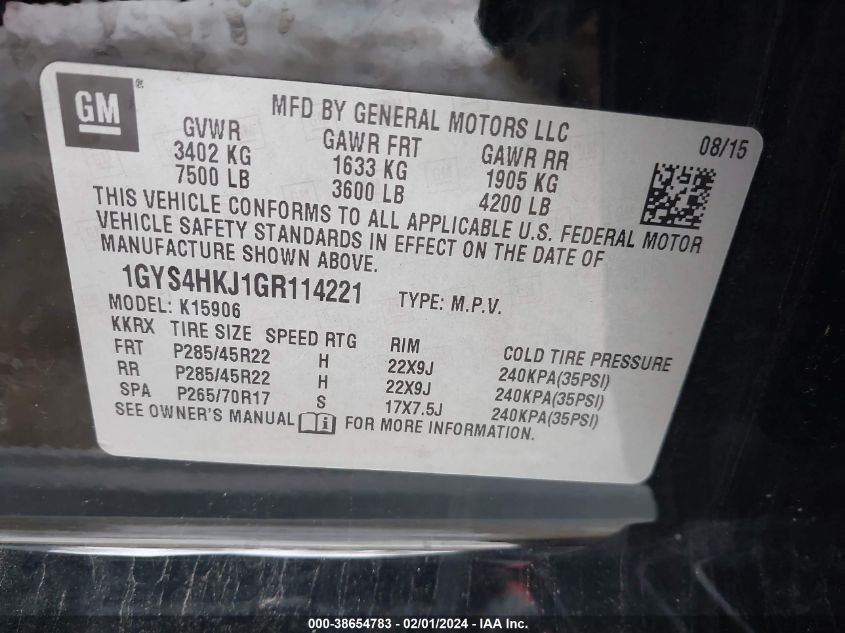 GM®
MFD BY GENERAL MOTORS LLC
08/15
GVWR GAWR FRT GAWR RR
3402 KG 1633 KG 1905 KG
7500 LB 3600 LB 4200 LB
THIS VEHICLE CONFORMS TO ALL APPLICABLE U.S. FEDERAL MOTOR
VEHICLE SAFETY STANDARDS IN EFFECT ON THE DATE OF
MANUFACTURE SHOWN ABOVE.
1GYS4HKJ1GR114221 TYPE: M.P.V.
MODEL: K15906
KKRX TIRE SIZE SPEED RTG RIM COLD TIRE PRESSURE
FRT P285/45R22 H 22X9J 240KPA(35PSI)
RR P285/45R22 H 22X9J 240KPA(35PSI)
SPA P265/70R17 S 17X7.5J 240KPA(35PSI)
SEE OWNER'S MANUAL i FOR MORE INFORMATION.
000-38654783 - 02/01/2024 - IAA Inc.